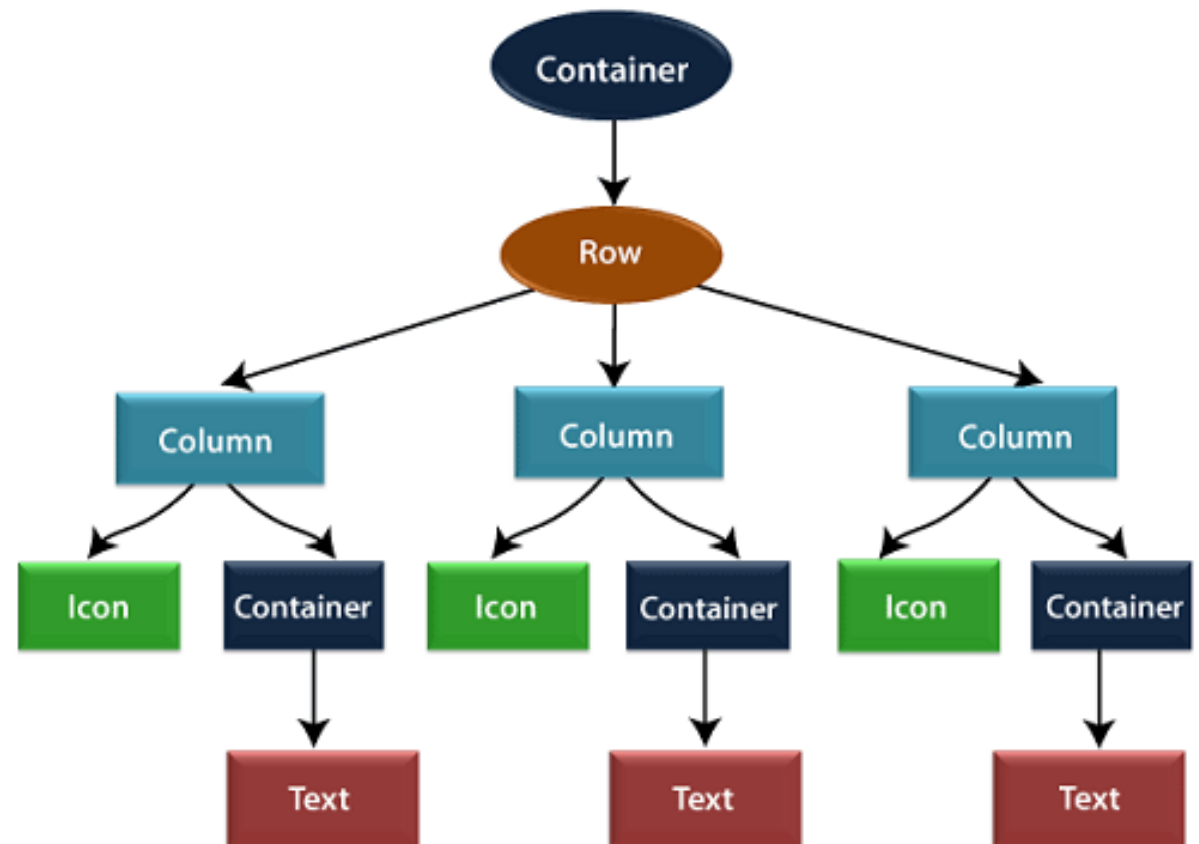 Container
Row
Column
Column
Column
Icon
Container
Icon
Container
Icon
Container
Text
Text
Text